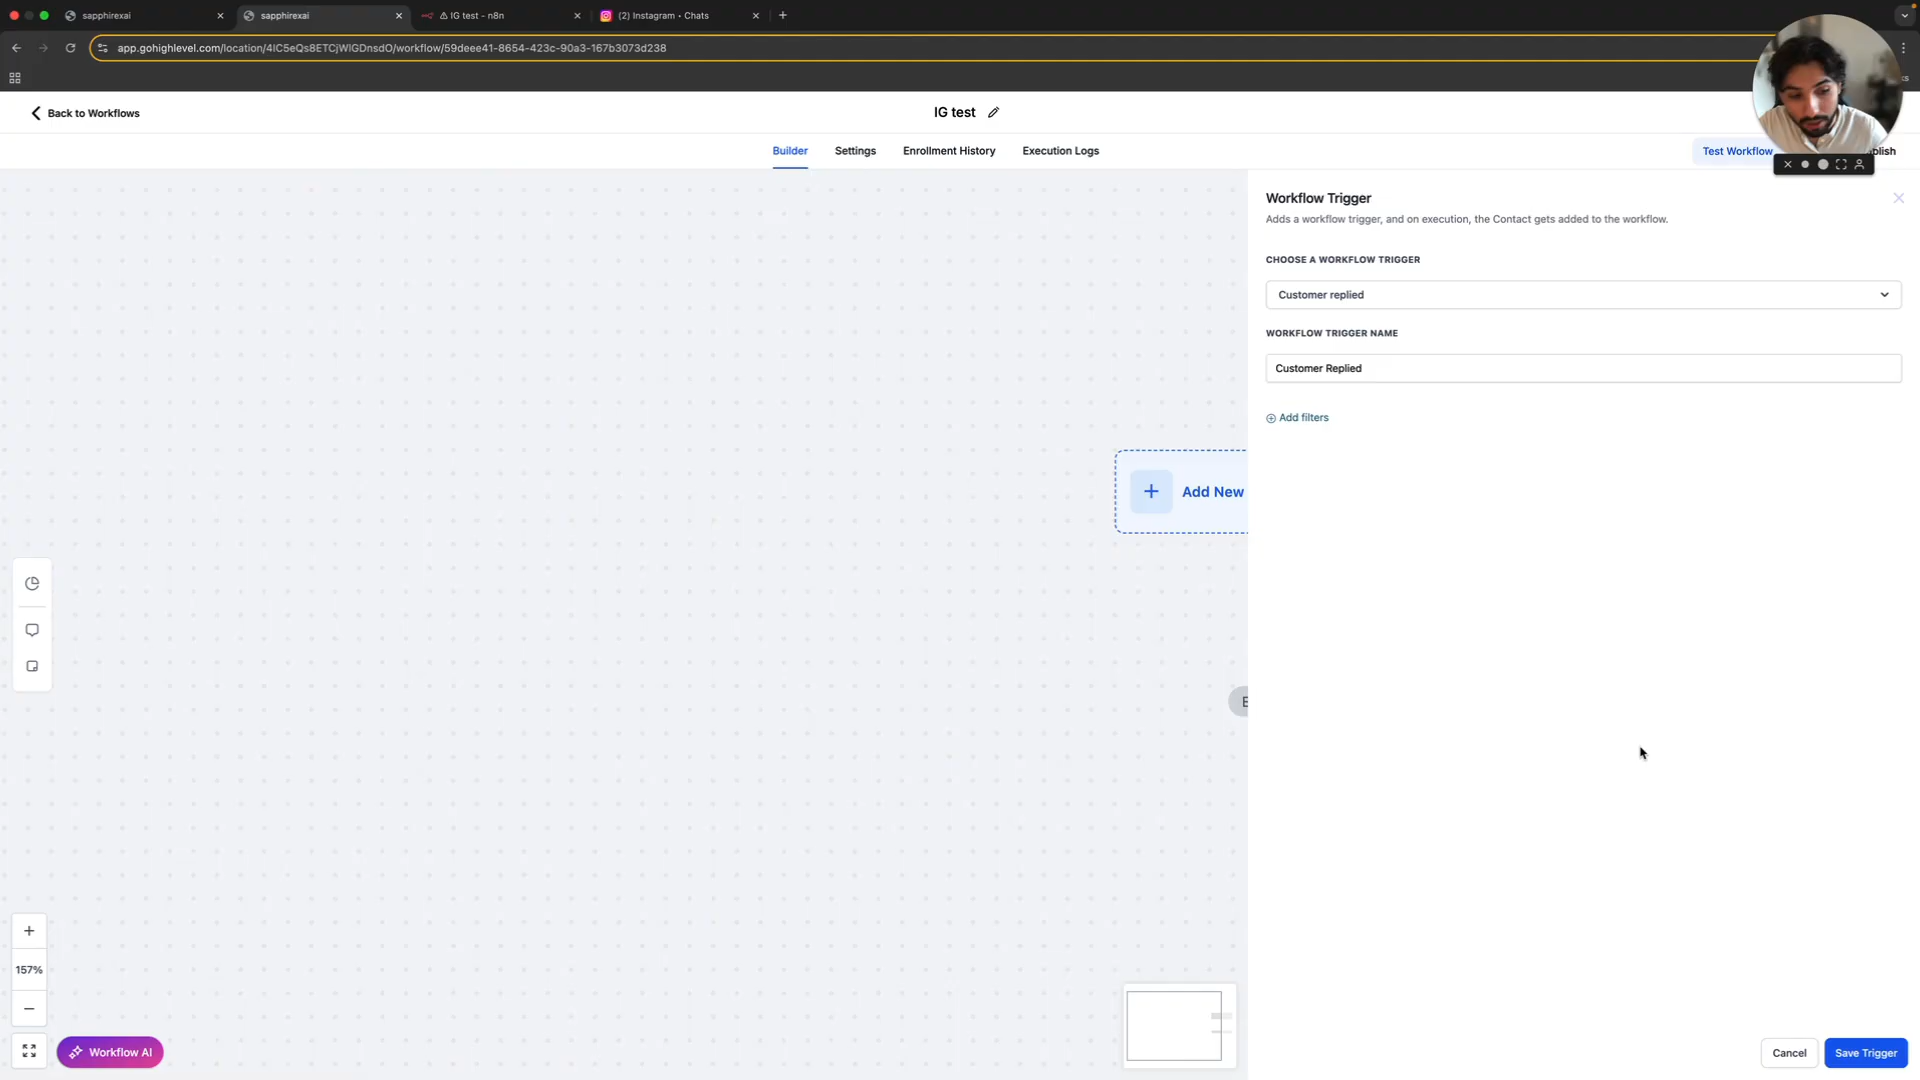 sapphirexai
sapphirexai
IG test - n8n
(2) Instagram • Chats
app.gohighlevel.com/location/4IC5eQs8ETCjWlGDnsdO/workflow/59deee41-8654-423c-90a3-167b3073d238
Back to Workflows
IG test
Builder
Settings
Enrollment History
Execution Logs
Test Workflow
blish
Workflow Trigger
Adds a workflow trigger, and on execution, the Contact gets added to the workflow.
CHOOSE A WORKFLOW TRIGGER
Customer replied
WORKFLOW TRIGGER NAME
Customer Replied
Add filters
Add New
E
157%
Workflow AI
Cancel
Save Trigger